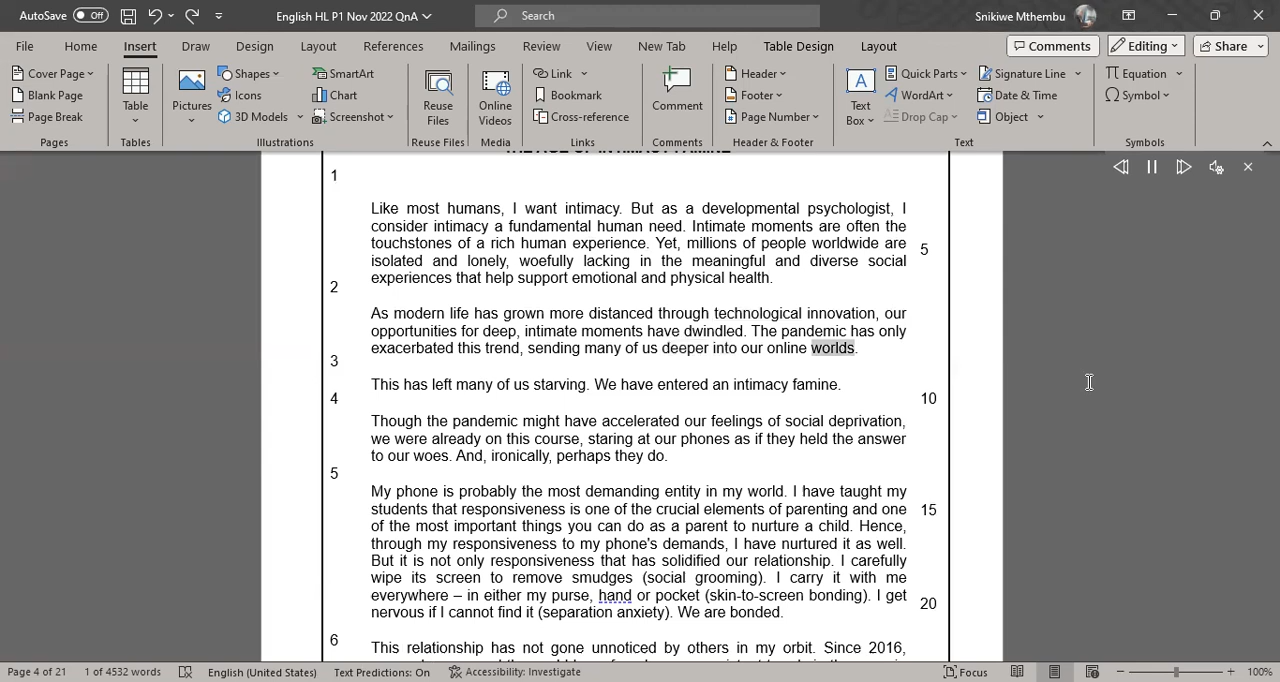 AutoSave Off English HL P1 Nov 2022 QnA Search Snikiwe Mthembu
File Home Insert Draw Design Layout References Mailings Review View New Tab Help Table Design Layout Comments Editing Share
Cover Page
Blank Page
Page Break
Pages
Table
Tables
Pictures
Shapes
Icons
3D Models
SmartArt
Chart
Screenshot
Illustrations
Reuse
Files
Reuse Files
Online
Videos
Media
Link
Bookmark
Cross-reference
Links
Comment
Comments
Header
Footer
Page Number
Header & Footer
Text
Box
Quick Parts
WordArt
Drop Cap
Signature Line
Date & Time
Object
Text
Equation
Symbol
Symbols
THE AGE OF INTIMACY FAMINE
1
Like most humans, I want intimacy. But as a developmental psychologist, I
consider intimacy a fundamental human need. Intimate moments are often the
touchstones of a rich human experience. Yet, millions of people worldwide are 5
isolated and lonely, woefully lacking in the meaningful and diverse social
experiences that help support emotional and physical health.
2
As modern life has grown more distanced through technological innovation, our
opportunities for deep, intimate moments have dwindled. The pandemic has only
exacerbated this trend, sending many of us deeper into our online worlds.
3
This has left many of us starving. We have entered an intimacy famine.
4 10
Though the pandemic might have accelerated our feelings of social deprivation,
we were already on this course, staring at our phones as if they held the answer
to our woes. And, ironically, perhaps they do.
5
My phone is probably the most demanding entity in my world. I have taught my
students that responsiveness is one of the crucial elements of parenting and one 15
of the most important things you can do as a parent to nurture a child. Hence,
through my responsiveness to my phone's demands, I have nurtured it as well.
But it is not only responsiveness that has solidified our relationship. I carefully
wipe its screen to remove smudges (social grooming). I carry it with me
everywhere – in either my purse, hand or pocket (skin-to-screen bonding). I get 20
nervous if I cannot find it (separation anxiety). We are bonded.
6
This relationship has not gone unnoticed by others in my orbit. Since 2016,
Page 4 of 21 1 of 4532 words English (United States) Text Predictions: On Accessibility: Investigate Focus 100%